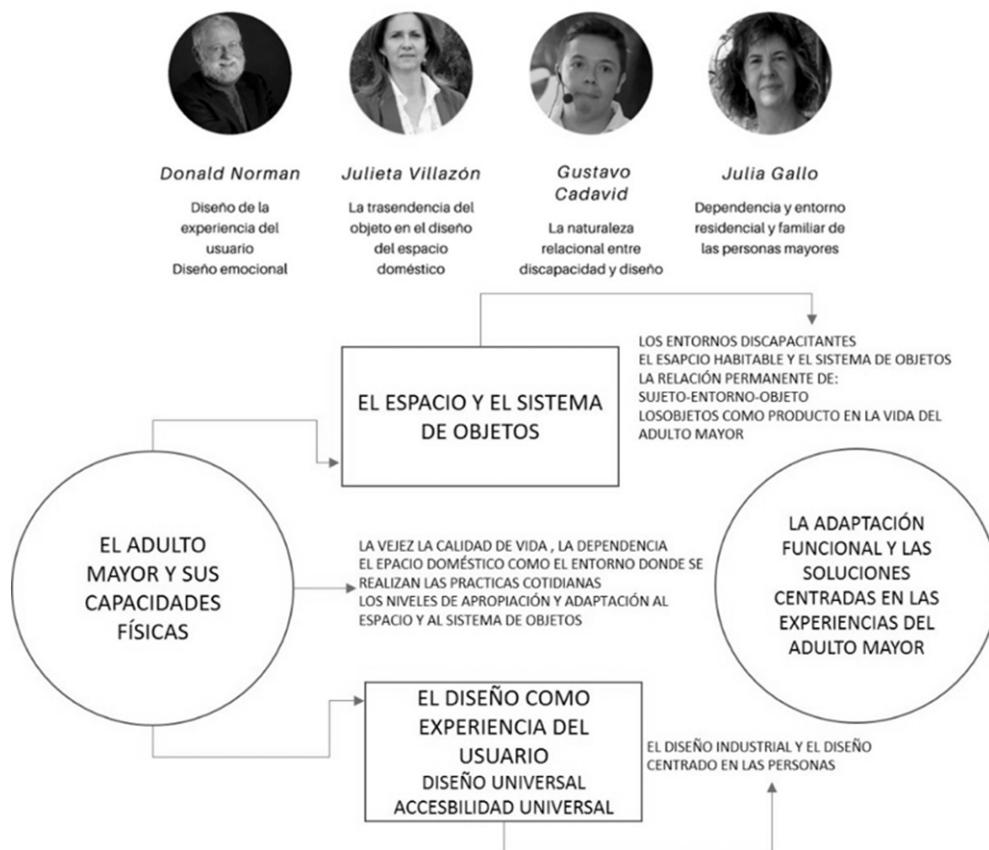 Donald Norman
Diseño de la
experiencia del
usuario
Diseño emocional
Julieta Villazón
La trasendencia del
objeto en el diseño
del espacio
doméstico
Gustavo
Cadavid
La naturaleza
relacional entre
discapacidad y diseño
Julia Gallo
Dependencia y entorno
residencial y familiar de
las personas mayores
EL ESPACIO Y EL SISTEMA
DE OBJETOS
LOS ENTORNOS DISCAPACITANTES
EL ESAPCIO HABITABLE Y EL SISTEMA DE OBJETOS
LA RELACIÓN PERMANENTE DE:
SUJETO-ENTORNO-OBJETO
LOSOBJETOS COMO PRODUCTO EN LA VIDA DEL
ADULTO MAYOR
EL ADULTO
MAYOR Y SUS
CAPACIDADES
FÍSICAS
LA VEJEZ LA CALIDAD DE VIDA , LA DEPENDENCIA
EL EPACIO DOMÉSTICO COMO EL ENTORNO DONDE SE
REALIZAN LAS PRACTICAS COTIDIANAS
LOS NIVELES DE APROPIACIÓN Y ADAPTACIÓN AL
ESPACIO Y AL SISTEMA DE OBJETOS
LA ADAPTACIÓN
FUNCIONAL Y LAS
SOLUCIONES
CENTRADAS EN LAS
EXPERIENCIAS DEL
ADULTO MAYOR
EL DISEÑO COMO
EXPERIENCIA DEL
USUARIO
DISEÑO UNIVERSAL
ACCESBILIDAD UNIVERSAL
EL DISEÑO INDUSTRIAL Y EL DISEÑO
CENTRADO EN LAS PERSONAS